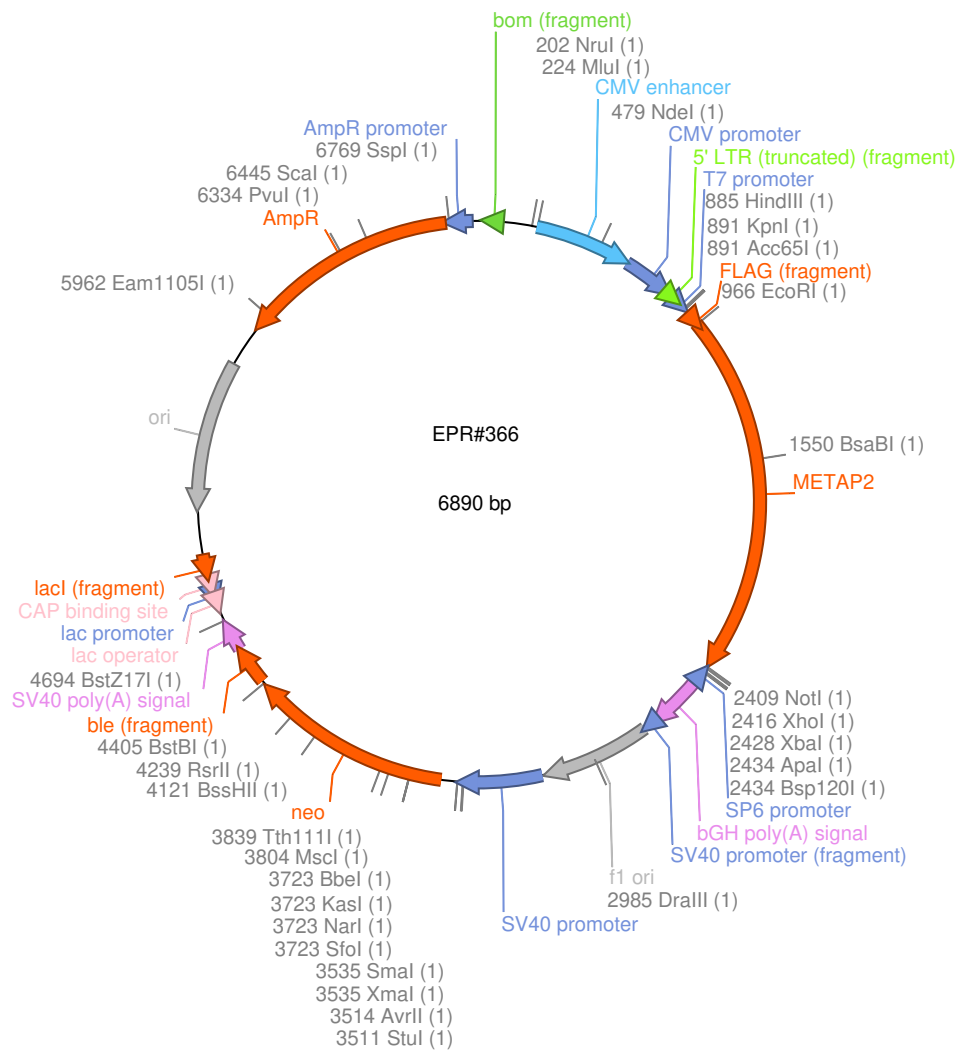 bom (fragment)
202 NruI (1)
224 MluI (1)
CMV enhancer
479 NdeI (1)
CMV promoter
5' LTR (truncated) (fragment)
T7 promoter
885 HindIII (1)
891 KpnI (1)
891 Acc65I (1)
FLAG (fragment)
966 EcoRI (1)
1550 BsaBI (1)
METAP2
2409 NotI (1)
2416 XhoI (1)
2428 XbaI (1)
2434 ApaI (1)
2434 Bsp120I (1)
SP6 promoter
bGH poly(A) signal
SV40 promoter (fragment)
f1 ori
2985 DraIII (1)
SV40 promoter
3511 StuI (1)
3514 AvrII (1)
3535 XmaI (1)
3535 SmaI (1)
3723 SfoI (1)
3723 NarI (1)
3723 KasI (1)
3723 BbeI (1)
3804 MscI (1)
3839 Tth111I (1)
neo
4121 BssHII (1)
4239 RsrII (1)
4405 BstBI (1)
ble (fragment)
SV40 poly(A) signal
4694 BstZ17I (1)
lac operator
lac promoter
CAP binding site
lacI (fragment)
ori
5962 Eam1105I (1)
AmpR
6334 PvuI (1)
6445 ScaI (1)
6769 SspI (1)
AmpR promoter
EPR#366
6890 bp